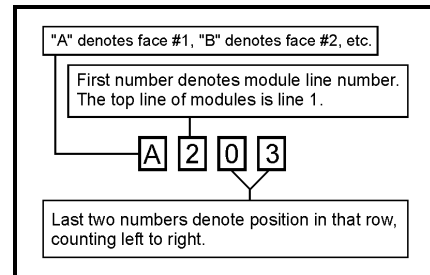 "A" denotes face #1, "B" denotes face #2, etc.
First number denotes module line number.
The top line of modules is line 1.
A 2 0 3
Last two numbers denote position in that row,
counting left to right.